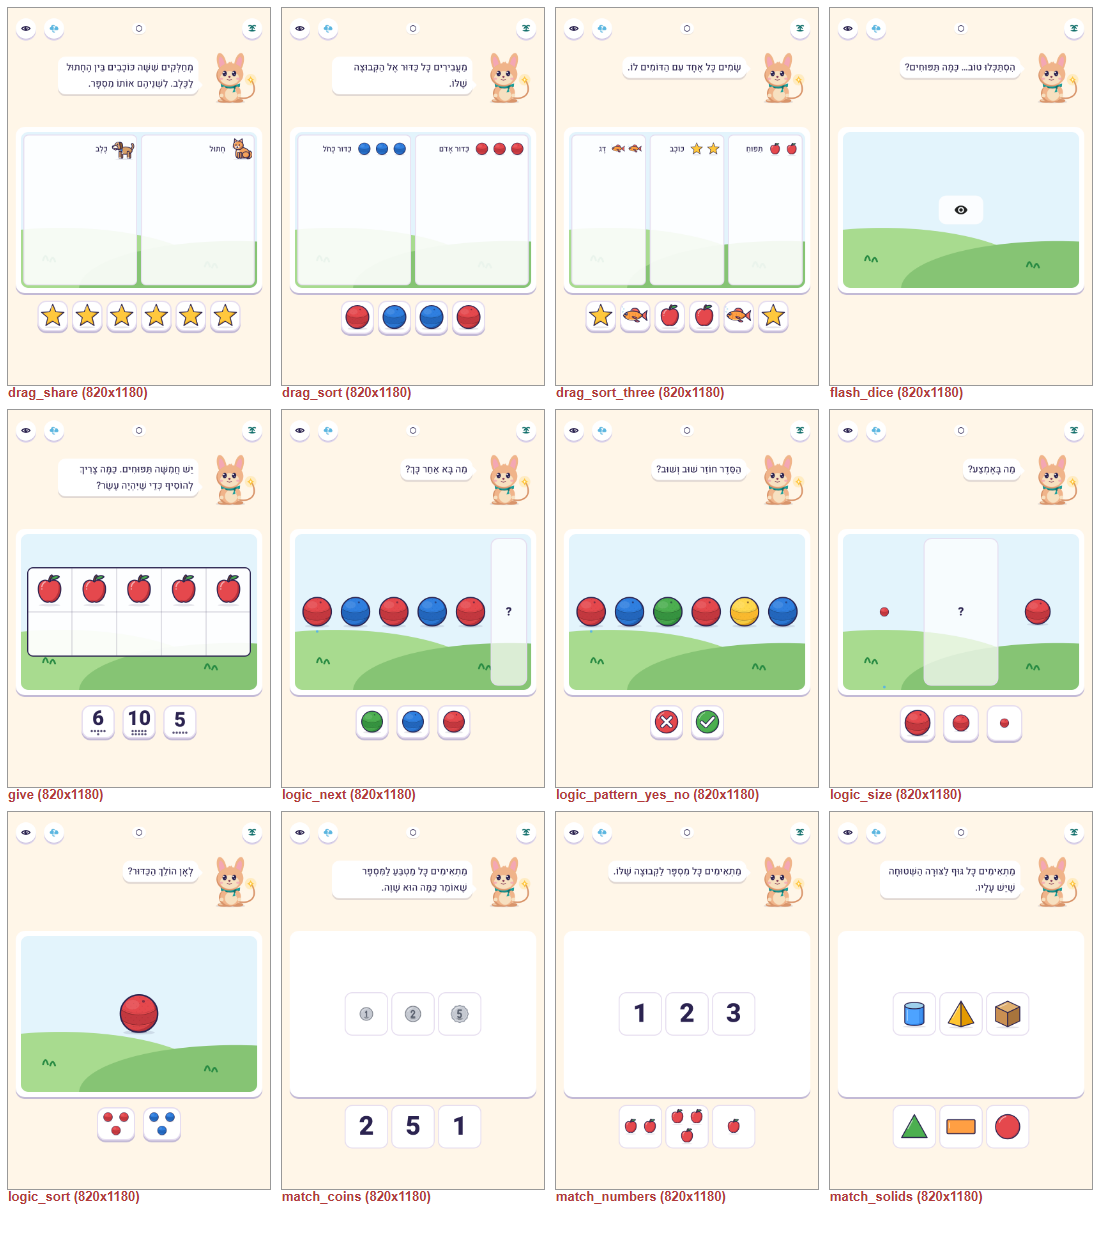 מְחַלְּקִים שִׁשָּׁה כּוֹכָבִים בֵּין הַחָתוּל
לַכֶּלֶב. לִשְׁנֵיהֶם אוֹתוֹ מִסְפָּר.
חָתוּל
כֶּלֶב
drag_share (820x1180)
מַעֲבִירִים כָּל כַּדּוּר אֶל הַקְּבוּצָה
שֶׁלּוֹ.
כַּדּוּר אָדֹם
כַּדּוּר כָּחֹל
drag_sort (820x1180)
שָׂמִים כָּל אֶחָד עִם הַדּוֹמִים לוֹ.
תַּפּוּחַ
כּוֹכָב
דָּג
drag_sort_three (820x1180)
הִסְתַּכְּלוּ טוֹב... כַּמָּה תַּפּוּחִים?
flash_dice (820x1180)
יֵשׁ חֲמִשָּׁה תַּפּוּחִים. כַּמָּה צָרִיךְ
לְהוֹסִיף כְּדֵי שֶׁיִּהְיֶה עֶשֶׂר?
6 10 5
give (820x1180)
מַה בָּא אַחַר כָּךְ?
?
logic_next (820x1180)
הַסֵּדֶר חוֹזֵר שׁוּב וָשׁוּב?
logic_pattern_yes_no (820x1180)
מַה בָּאֶמְצַע?
?
logic_size (820x1180)
לְאָן הוֹלֵךְ הַכַּדּוּר?
logic_sort (820x1180)
מַתְאִימִים כָּל מַטְבֵּעַ לַמִּסְפָּר
שֶׁאוֹמֵר כַּמָּה הוּא שָׁוֶה.
1 2 5
2 5 1
match_coins (820x1180)
מַתְאִימִים כָּל מִסְפָּר לַקְּבוּצָה שֶׁלּוֹ.
1 2 3
match_numbers (820x1180)
מַתְאִימִים כָּל גּוּף לַצּוּרָה הַשְּׁטוּחָה
שֶׁיֵּשׁ עָלָיו.
match_solids (820x1180)